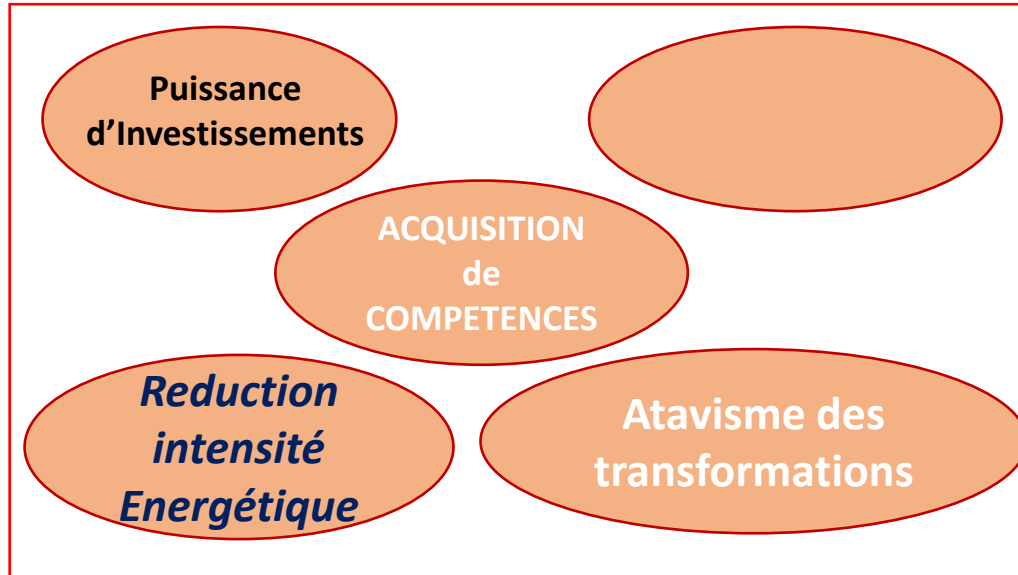 Puissance
d’Investissements
ACQUISITION
de
COMPETENCES
Reduction
intensité
Energétique
Atavisme des
transformations